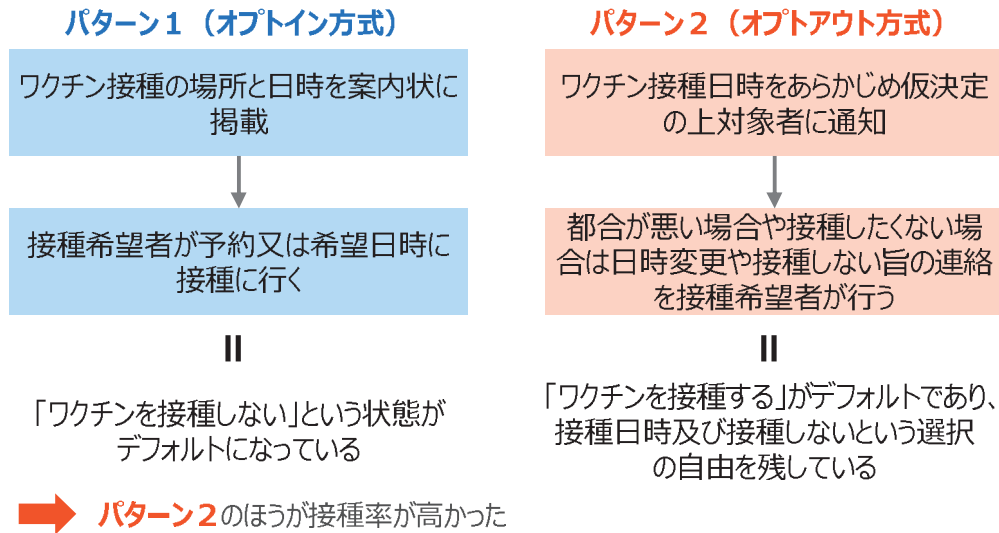 パターン１（オプトイン方式）
ワクチン接種の場所と日時を案内状に
掲載
接種希望者が予約又は希望日時に
接種に行く
＝
「ワクチンを接種しない」という状態が
デフォルトになっている
パターン２（オプトアウト方式）
ワクチン接種日時をあらかじめ仮決定
の上対象者に通知
都合が悪い場合や接種したくない場
合は日時変更や接種しない旨の連絡
を接種希望者が行う
＝
「ワクチンを接種する」がデフォルトであり、
接種日時及び接種しないという選択
の自由を残している
パターン２のほうが接種率が高かった